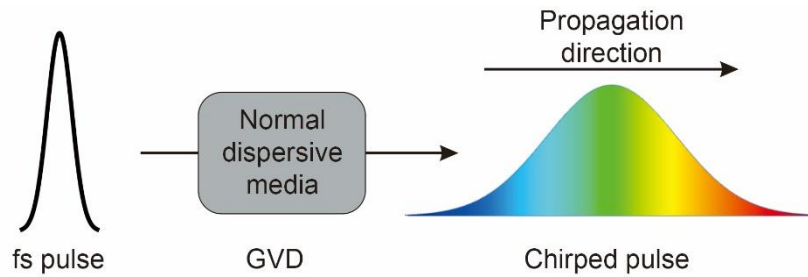 Propagation
direction
Normal
dispersive
media
fs pulse
GVD
Chirped pulse